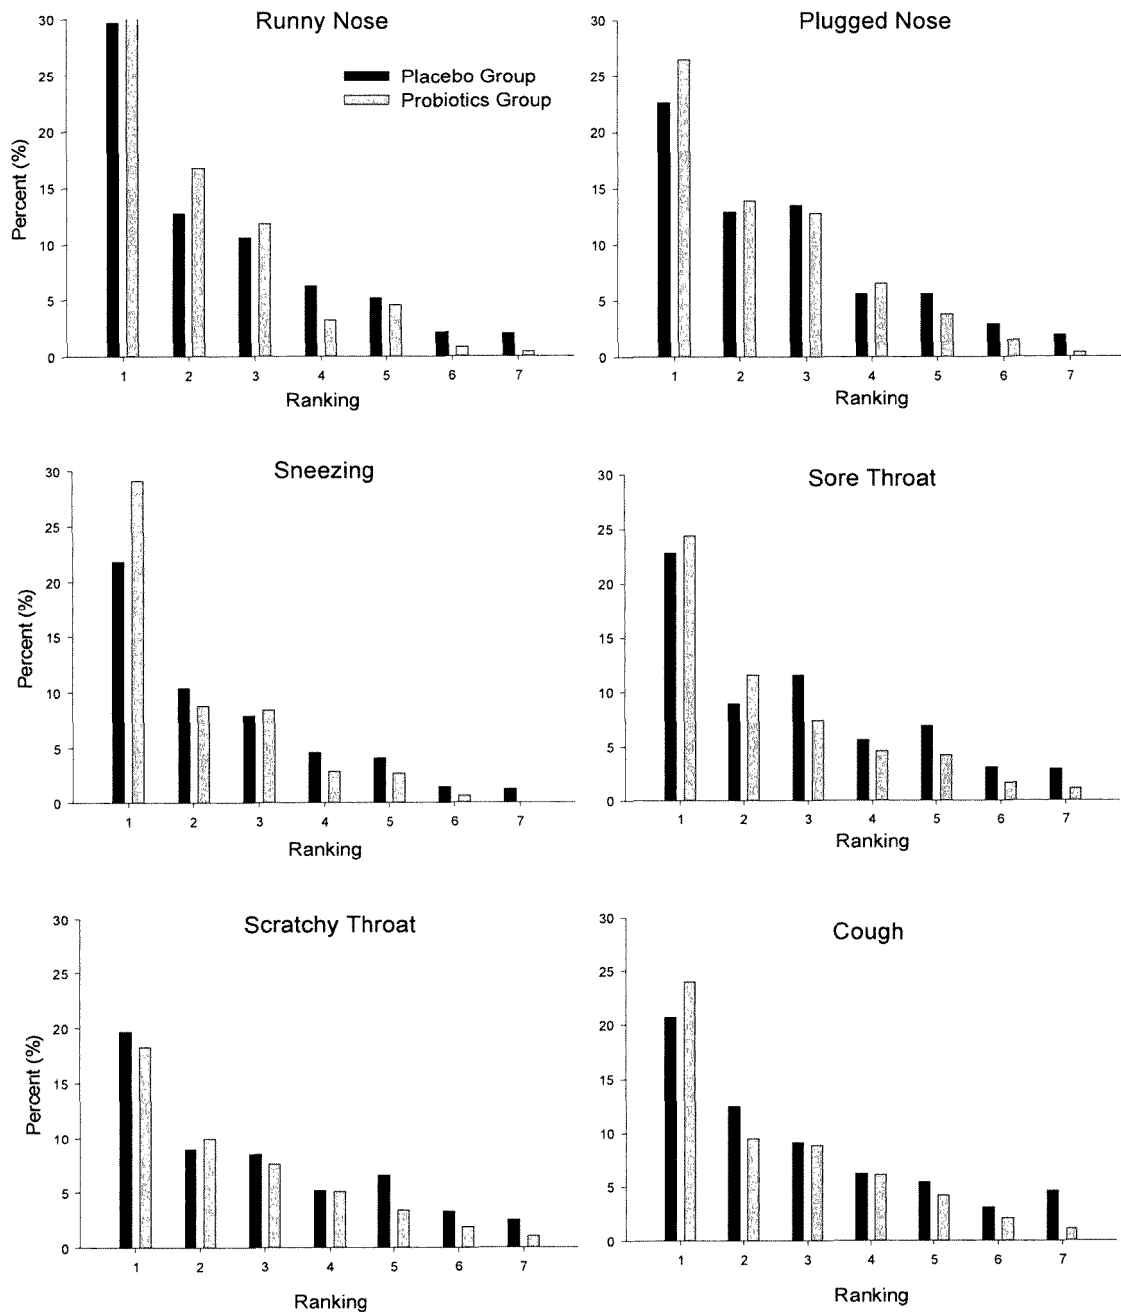 Runny Nose
Placebo Group
Probiotics Group
Percent (%)
30
25
20
15
10
5
0
1 2 3 4 5 6 7
Ranking
Plugged Nose
30
25
20
15
10
5
0
1 2 3 4 5 6 7
Ranking
Sneezing
Percent (%)
30
25
20
15
10
5
0
1 2 3 4 5 6 7
Ranking
Sore Throat
30
25
20
15
10
5
0
1 2 3 4 5 6 7
Ranking
Scratchy Throat
Percent (%)
30
25
20
15
10
5
0
1 2 3 4 5 6 7
Ranking
Cough
30
25
20
15
10
5
0
1 2 3 4 5 6 7
Ranking